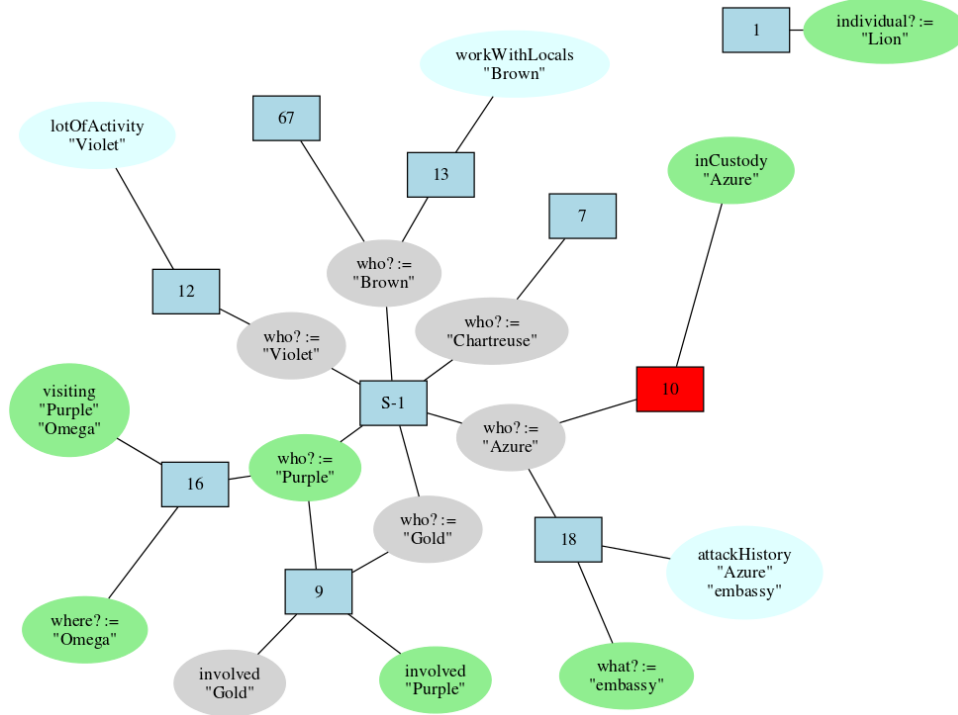 1
individual? :=
"Lion"
workWithLocals
"Brown"
67
lotOfActivity
"Violet"
13
inCustody
"Azure"
7
who? :=
"Brown"
12
who? :=
"Chartreuse"
who? :=
"Violet"
10
S-1
visiting
"Purple"
"Omega"
who? :=
"Azure"
who? :=
"Purple"
16
who? :=
"Gold"
18
attackHistory
"Azure"
"embassy"
9
where? :=
"Omega"
involved
"Gold"
involved
"Purple"
what? :=
"embassy"